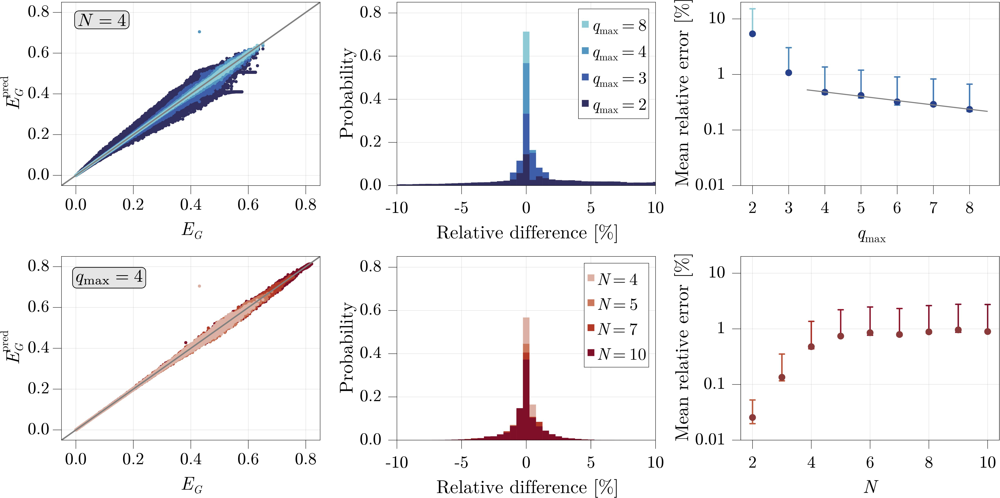 N = 4
E_G^pred
0.8
0.6
0.4
0.2
0.0
0.0 0.2 0.4 0.6 0.8
E_G
Probability
0.8
0.6
0.4
0.2
0.0
q_max = 8
q_max = 4
q_max = 3
q_max = 2
-10 -5 0 5 10
Relative difference [%]
Mean relative error [%]
10
1
0.1
0.01
2 3 4 5 6 7 8
q_max
q_max = 4
E_G^pred
0.8
0.6
0.4
0.2
0.0
0.0 0.2 0.4 0.6 0.8
E_G
Probability
0.8
0.6
0.4
0.2
0.0
N = 4
N = 5
N = 7
N = 10
-10 -5 0 5 10
Relative difference [%]
Mean relative error [%]
10
1
0.1
0.01
2 4 6 8 10
N